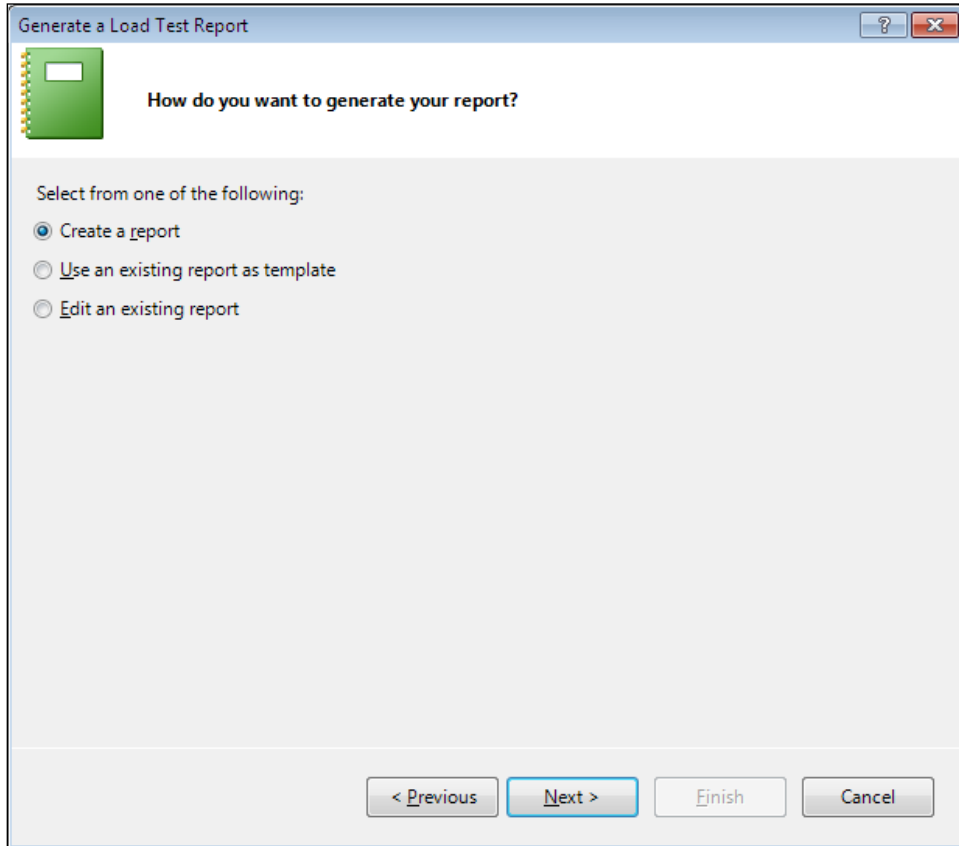 Generate a Load Test Report
?
How do you want to generate your report?
Select from one of the following:
Create a report
Use an existing report as template
Edit an existing report
< Previous Next > Finish Cancel